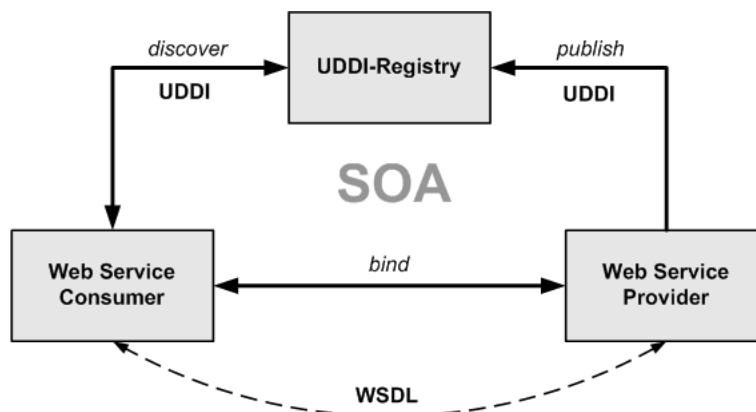 discover
UDDI
UDDI-Registry
publish
UDDI
SOA
Web Service
Consumer
bind
Web Service
Provider
WSDL